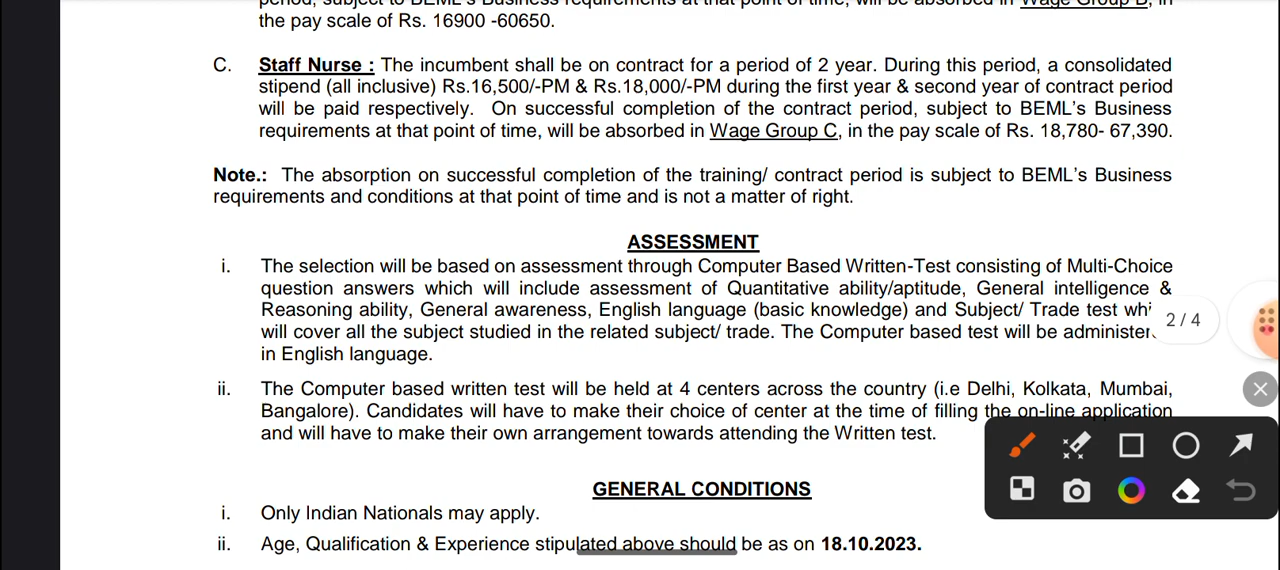 the pay scale of Rs. 16900 -60650.
C. Staff Nurse : The incumbent shall be on contract for a period of 2 year. During this period, a consolidated
stipend (all inclusive) Rs.16,500/-PM & Rs.18,000/-PM during the first year & second year of contract period
will be paid respectively. On successful completion of the contract period, subject to BEML's Business
requirements at that point of time, will be absorbed in Wage Group C, in the pay scale of Rs. 18,780- 67,390.
Note.: The absorption on successful completion of the training/ contract period is subject to BEML's Business
requirements and conditions at that point of time and is not a matter of right.
ASSESSMENT
i. The selection will be based on assessment through Computer Based Written-Test consisting of Multi-Choice
question answers which will include assessment of Quantitative ability/aptitude, General intelligence &
Reasoning ability, General awareness, English language (basic knowledge) and Subject/ Trade test
will cover all the subject studied in the related subject/ trade. The Computer based test will be
in English language.
2 / 4
ii. The Computer based written test will be held at 4 centers across the country (i.e Delhi, Kolkata, Mumbai,
Bangalore). Candidates will have to make their choice of center at the time of filling the on-line application
and will have to make their own arrangement towards attending the Written test.
GENERAL CONDITIONS
i. Only Indian Nationals may apply.
ii. Age, Qualification & Experience stipulated above should be as on 18.10.2023.